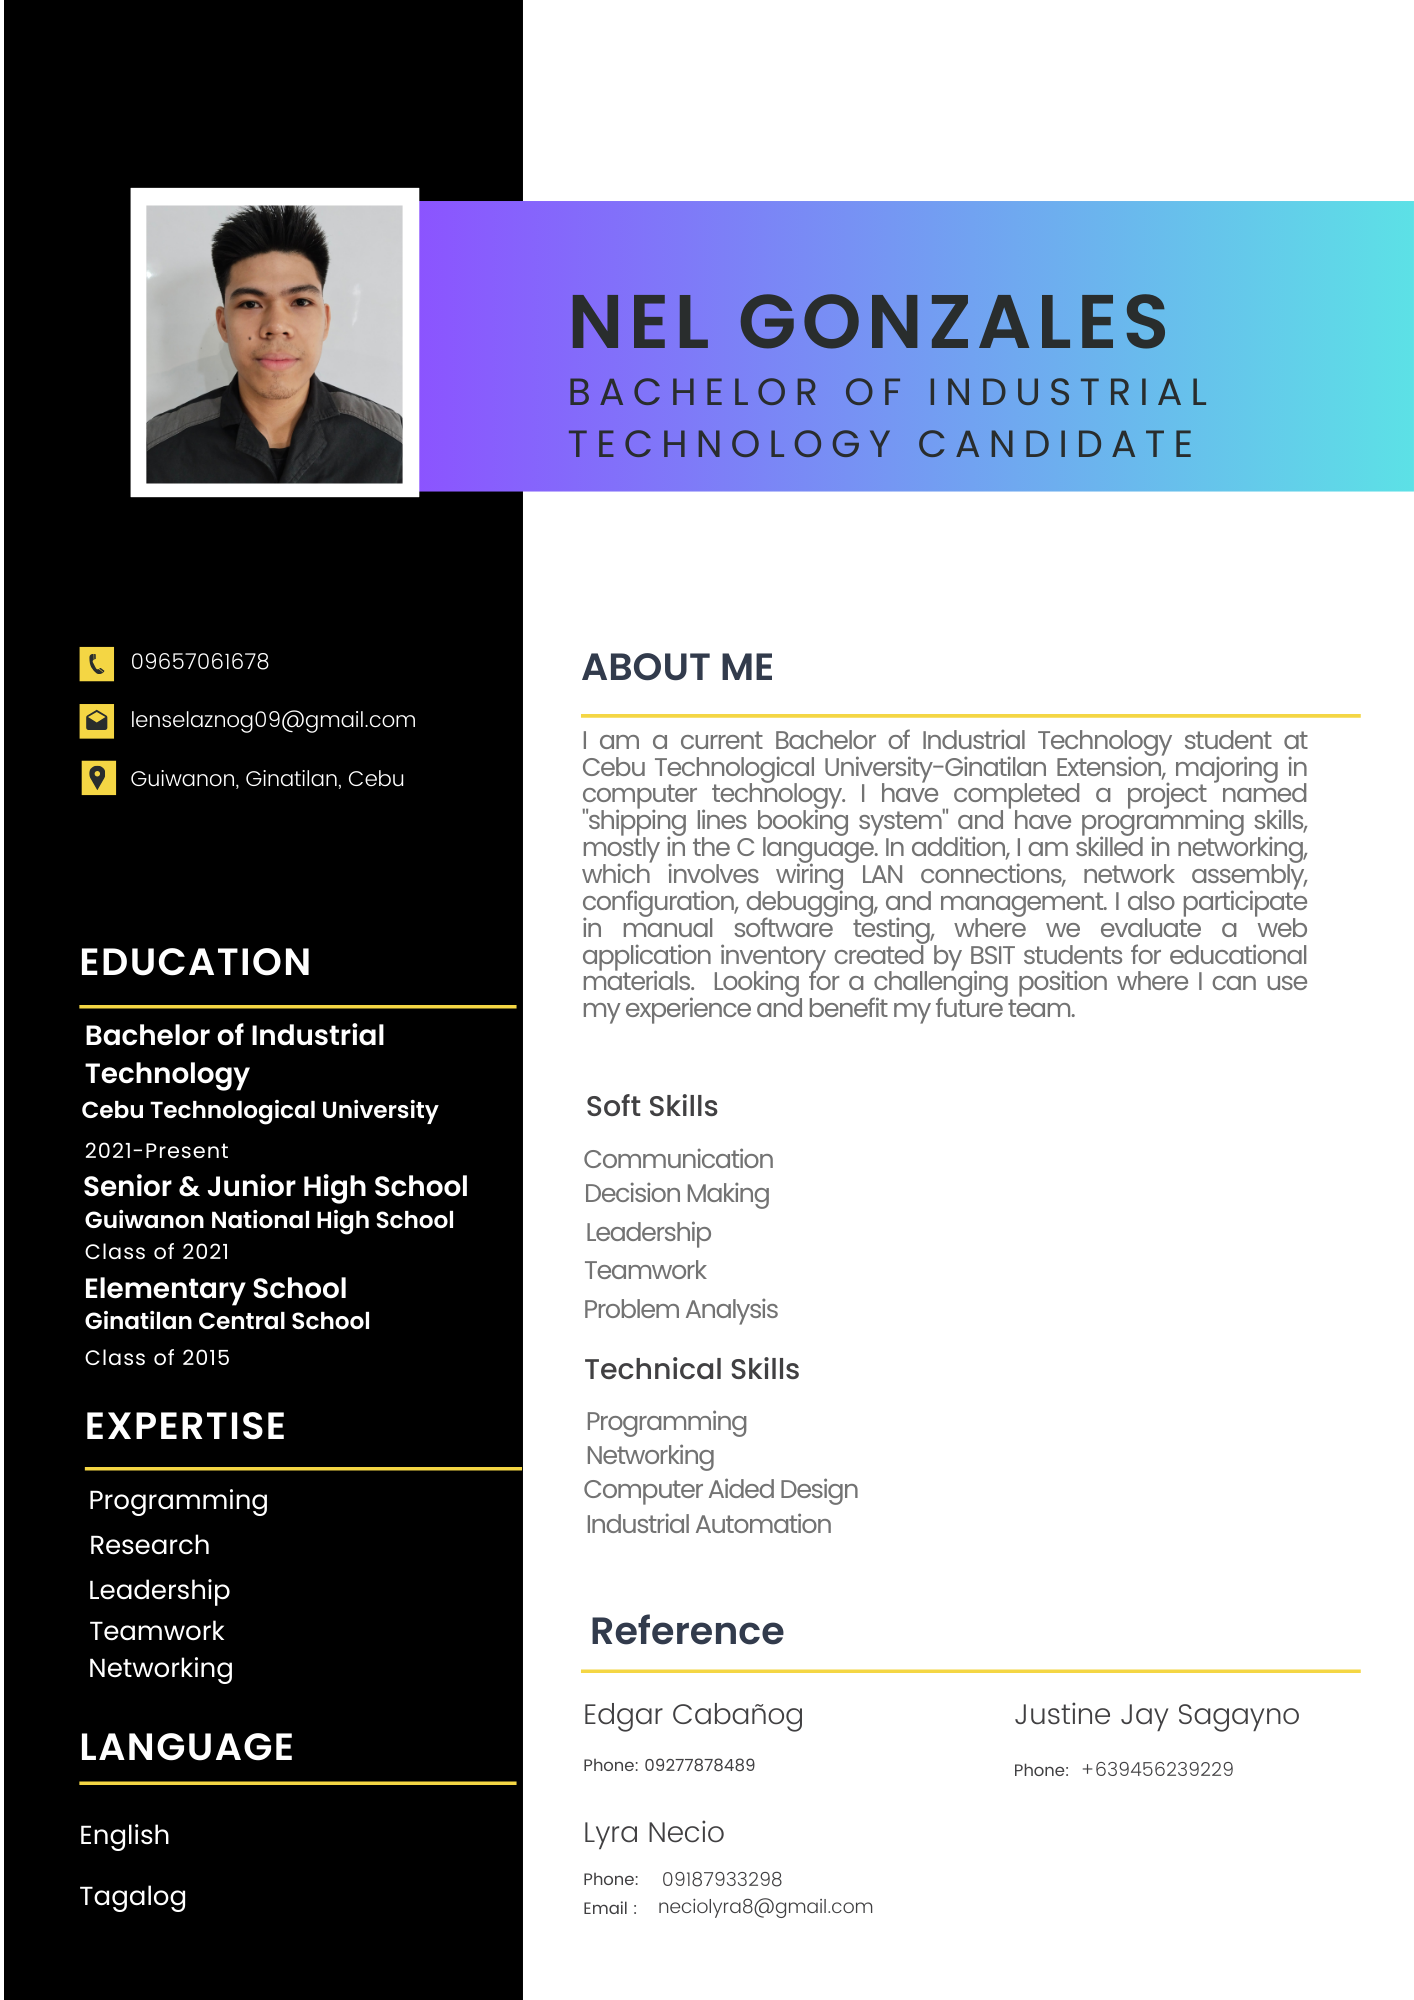 NEL GONZALES
BACHELOR OF INDUSTRIAL
TECHNOLOGY CANDIDATE
09657061678
lenselaznog09@gmail.com
Guiwanon, Ginatilan, Cebu
EDUCATION
Bachelor of Industrial
Technology
Cebu Technological University
2021-Present
Senior & Junior High School
Guiwanon National High School
Class of 2021
Elementary School
Ginatilan Central School
Class of 2015
EXPERTISE
Programming
Research
Leadership
Teamwork
Networking
LANGUAGE
English
Tagalog
ABOUT ME
I am a current Bachelor of Industrial Technology student at
Cebu Technological University-Ginatilan Extension, majoring in
computer technology. I have completed a project named
"shipping lines booking system" and have programming skills,
mostly in the C language. In addition, I am skilled in networking,
which involves wiring LAN connections, network assembly,
configuration, debugging, and management. I also participate
in manual software testing, where we evaluate a web
application inventory created by BSIT students for educational
materials. Looking for a challenging position where I can use
my experience and benefit my future team.
Soft Skills
Communication
Decision Making
Leadership
Teamwork
Problem Analysis
Technical Skills
Programming
Networking
Computer Aided Design
Industrial Automation
Reference
Edgar Cabañog
Phone: 09277878489
Justine Jay Sagayno
Phone: +639456239229
Lyra Necio
Phone: 09187933298
Email : neciolyra8@gmail.com